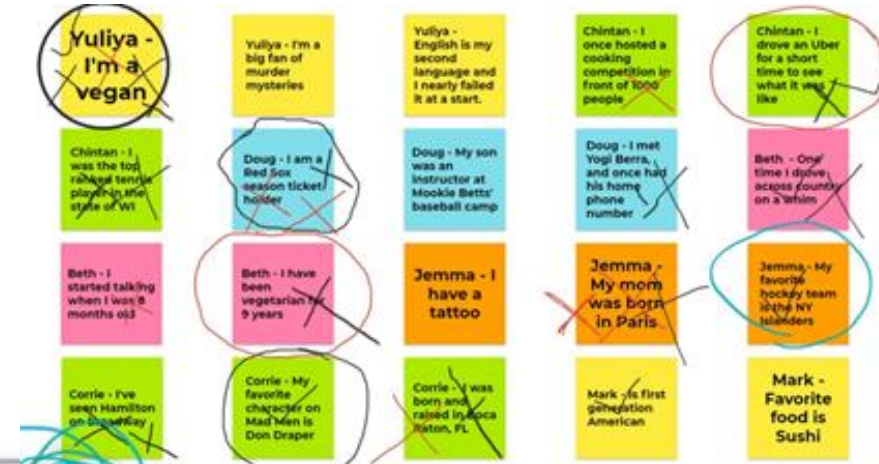 Yuliya -
I'm a
vegan
Yuliya - I'm a
big fan of
murder
mysteries
Yuliya -
English is my
second
language and
I nearly failed
it at a start.
Chintan - I
once hosted a
cooking
competition in
front of 1000
people
Chintan - I
drove an Uber
for a short
time to see
what it was
like
Chintan - I
was the top
ranked tennis
player in the
state of WI
Doug - I am a
Red Sox
season ticket
holder
Doug - My son
was an
instructor at
Mookie Betts'
baseball camp
Doug - I met
Yogi Berra,
and once had
his home
phone
number
Beth - One
time I drove
across country
on a whim
Beth - I
started talking
when I was 8
months old
Beth - I have
been
vegetarian for
9 years
Jemma - I
have a
tattoo
Jemma -
My mom
was born
in Paris
Jemma - My
favorite
hockey team
is the NY
Islanders
Corrie - I've
seen Hamilton
on Broadway
Corrie - My
favorite
character on
Mad Men is
Don Draper
Corrie - I was
born and
raised in Boca
Raton, FL
Mark - Is first
generation
American
Mark -
Favorite
food is
Sushi